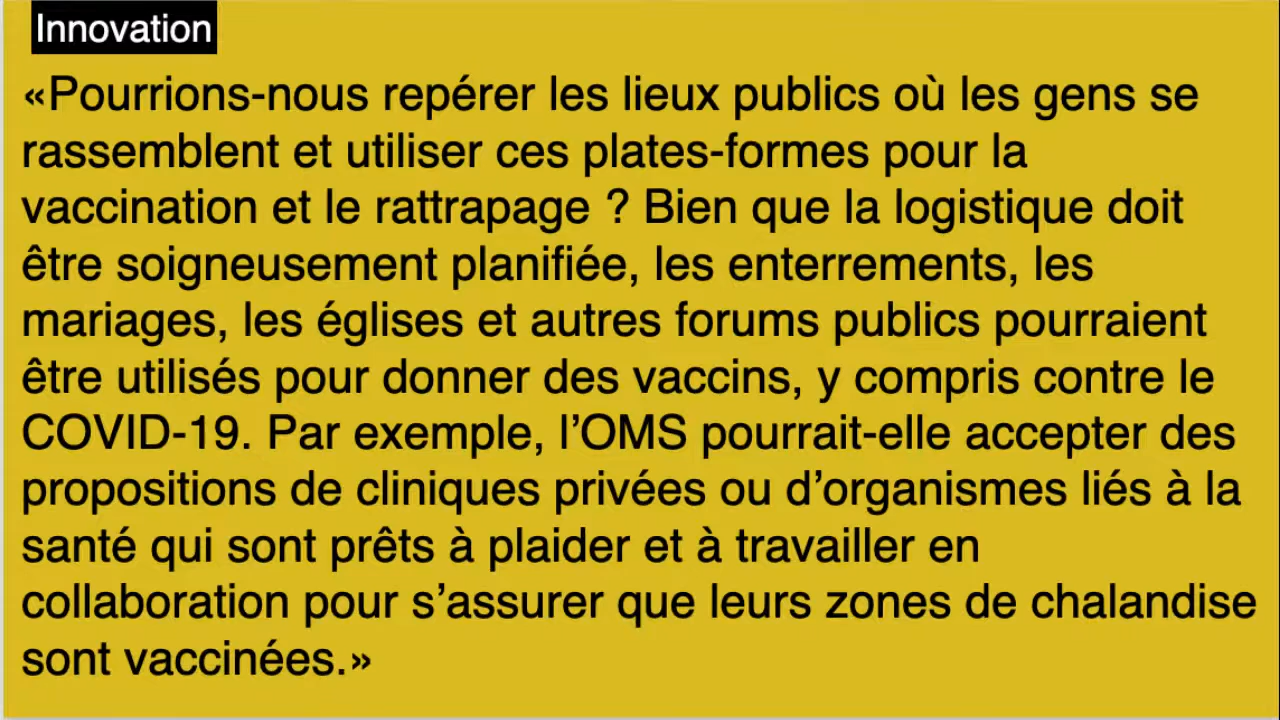 Innovation
«Pourrions-nous repérer les lieux publics où les gens se
rassemblent et utiliser ces plates-formes pour la
vaccination et le rattrapage ? Bien que la logistique doit
être soigneusement planifiée, les enterrements, les
mariages, les églises et autres forums publics pourraient
être utilisés pour donner des vaccins, y compris contre le
COVID-19. Par exemple, l’OMS pourrait-elle accepter des
propositions de cliniques privées ou d’organismes liés à la
santé qui sont prêts à plaider et à travailler en
collaboration pour s’assurer que leurs zones de chalandise
sont vaccinées.»